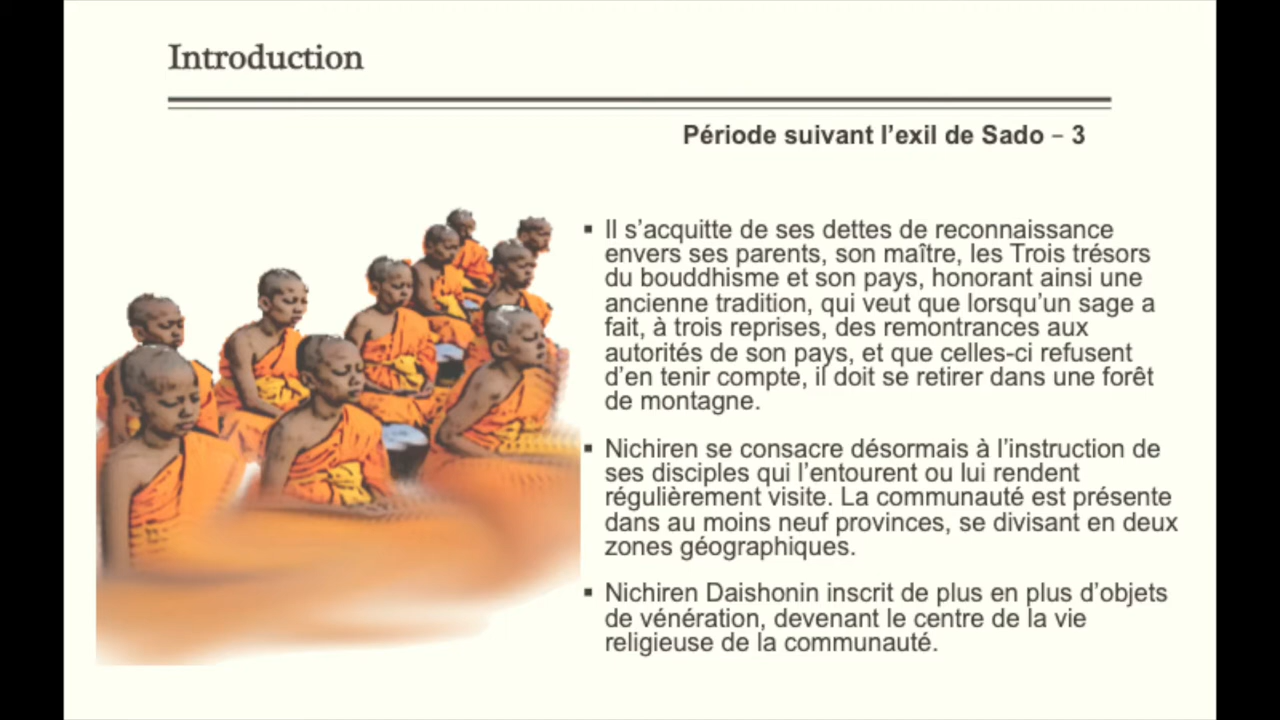 Introduction
Période suivant l’exil de Sado – 3
▪ Il s’acquitte de ses dettes de reconnaissance
envers ses parents, son maître, les Trois trésors
du bouddhisme et son pays, honorant ainsi une
ancienne tradition, qui veut que lorsqu’un sage a
fait, à trois reprises, des remontrances aux
autorités de son pays, et que celles-ci refusent
d’en tenir compte, il doit se retirer dans une forêt
de montagne.
▪ Nichiren se consacre désormais à l’instruction de
ses disciples qui l’entourent ou lui rendent
régulièrement visite. La communauté est présente
dans au moins neuf provinces, se divisant en deux
zones géographiques.
▪ Nichiren Daishonin inscrit de plus en plus d’objets
de vénération, devenant le centre de la vie
religieuse de la communauté.